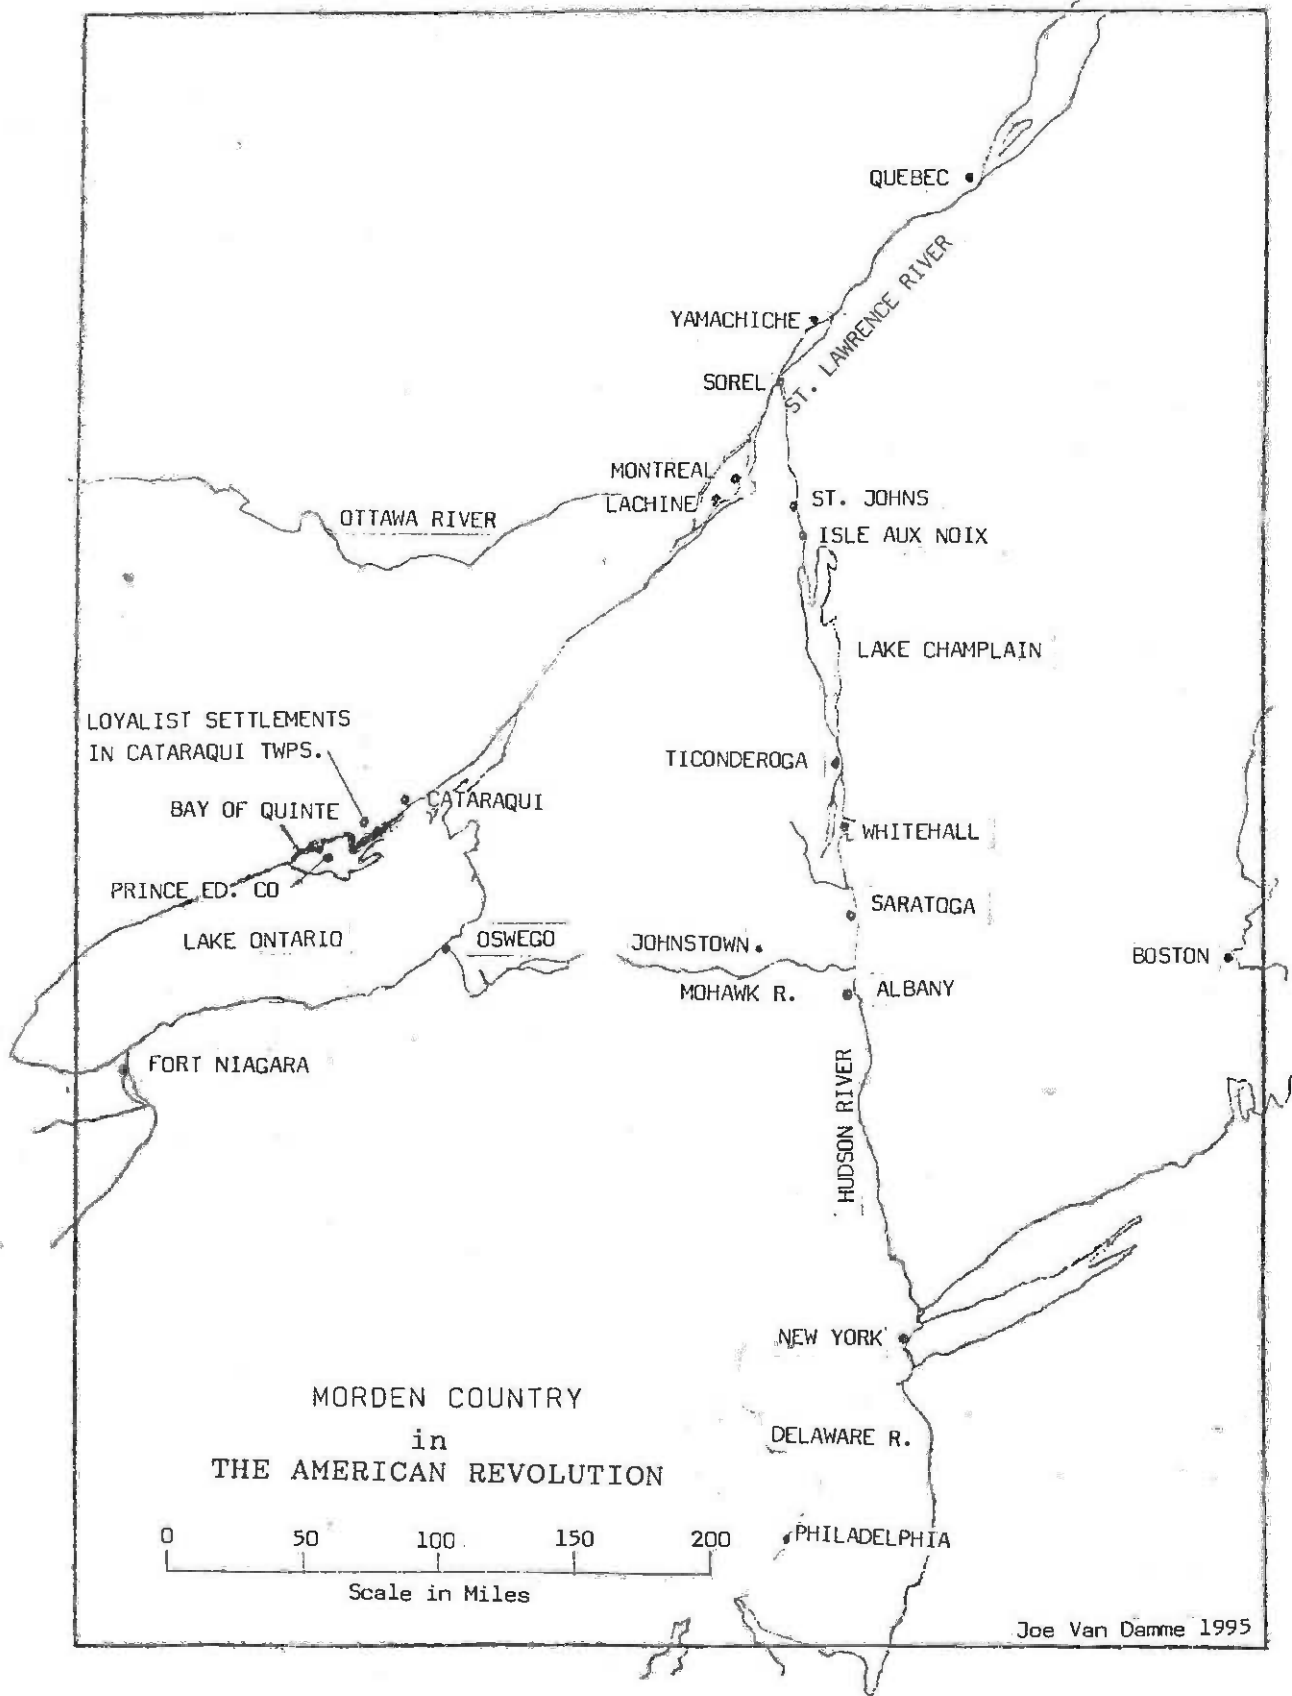 QUEBEC
ST. LAWRENCE RIVER
YAMACHICHE
SOREL
MONTREAL
LACHINE
ST. JOHNS
OTTAWA RIVER
ISLE AUX NOIX
LAKE CHAMPLAIN
LOYALIST SETTLEMENTS
IN CATARAQUI TWPS.
TICONDEROGA
BAY OF QUINTE
CATARAQUI
WHITEHALL
PRINCE ED. CO
SARATOGA
LAKE ONTARIO
OSWEGO
JOHNSTOWN
BOSTON
MOHAWK R.
ALBANY
FORT NIAGARA
HUDSON RIVER
NEW YORK
MORDEN COUNTRY
in
THE AMERICAN REVOLUTION
DELAWARE R.
0 50 100 150 200
PHILADELPHIA
Scale in Miles
Joe Van Damme 1995